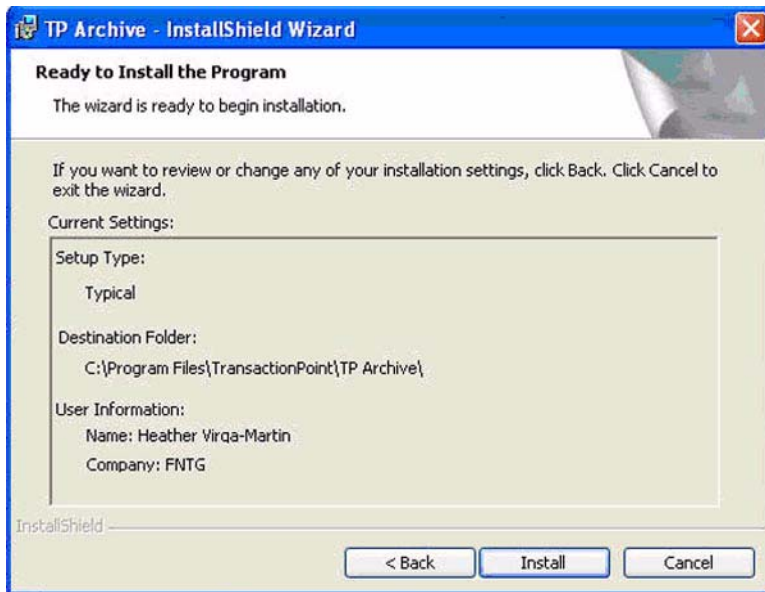 TP Archive - InstallShield Wizard
Ready to Install the Program
The wizard is ready to begin installation.
If you want to review or change any of your installation settings, click Back. Click Cancel to
exit the wizard.
Current Settings:
Setup Type:
Typical
Destination Folder:
C:\Program Files\TransactionPoint\TP Archive\
User Information:
Name: Heather Virga-Martin
Company: FNTG
InstallShield
< Back
Install
Cancel